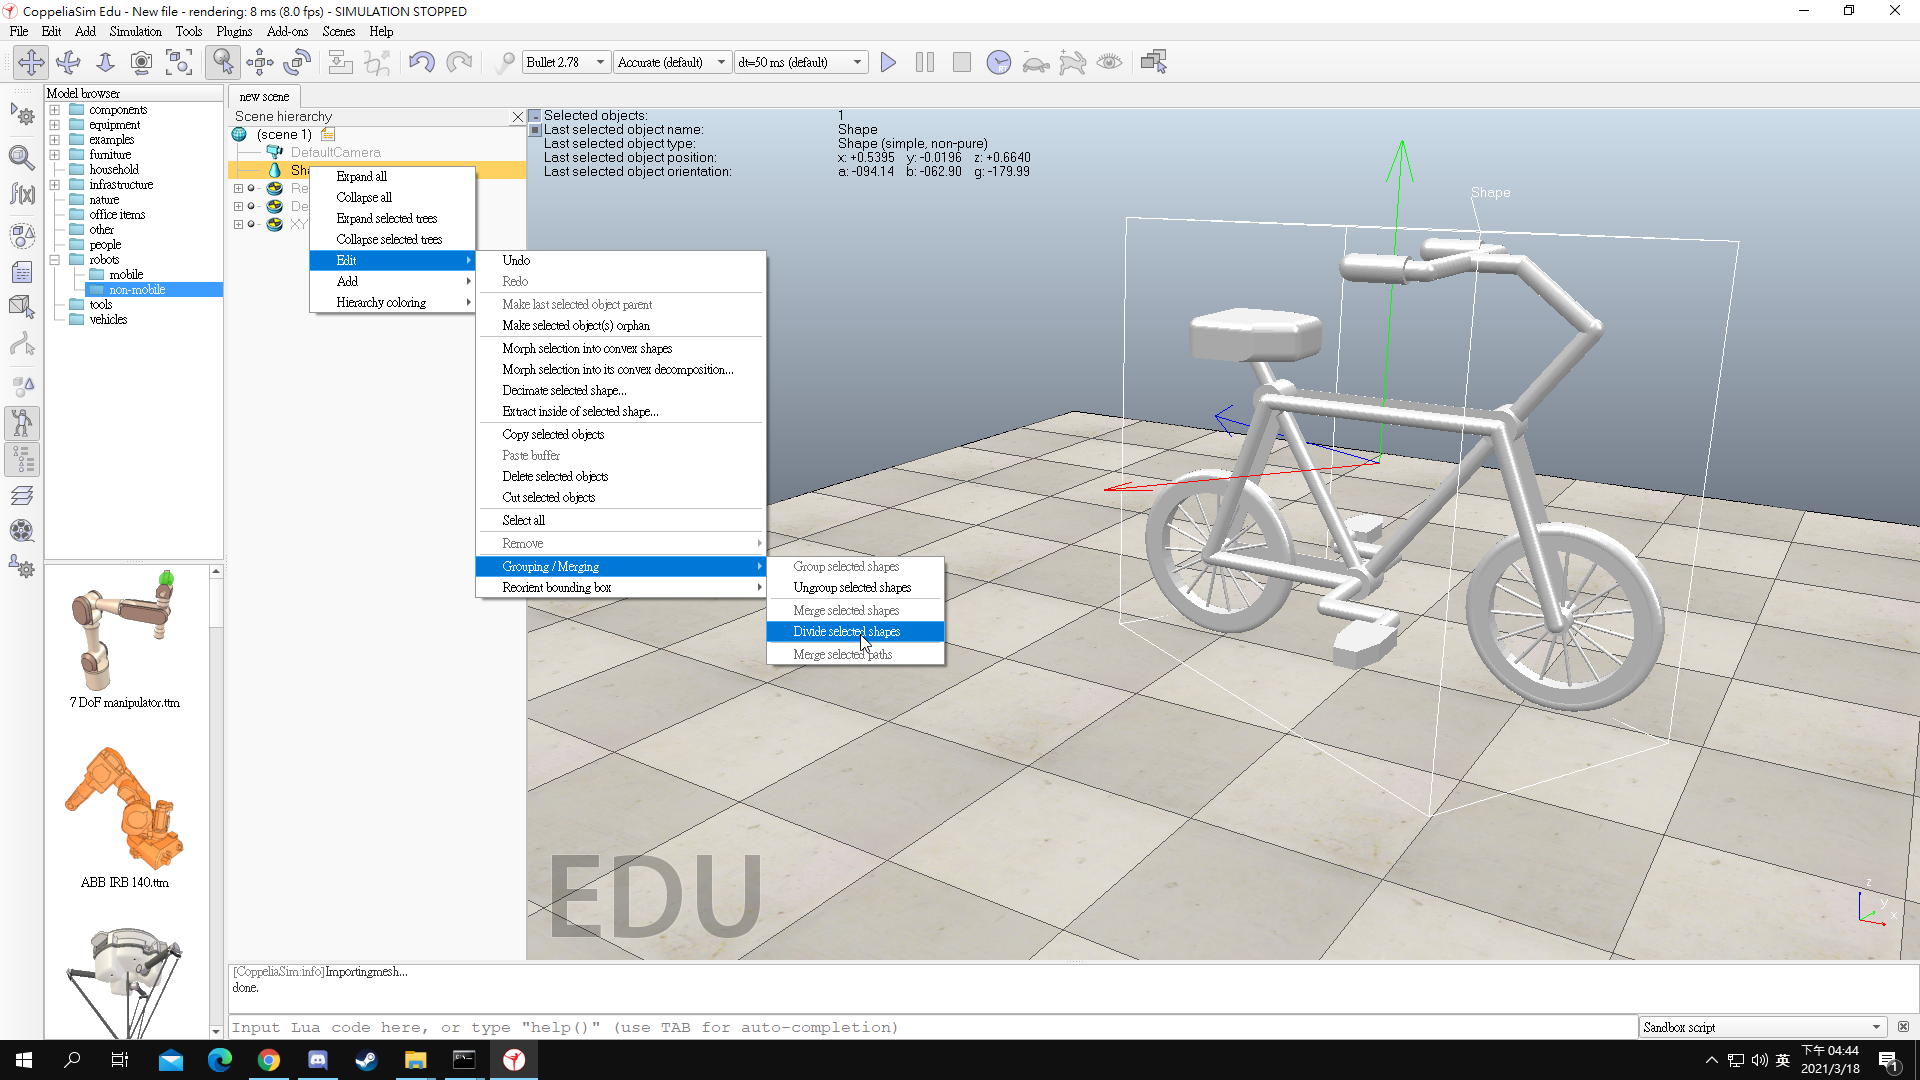 CoppeliaSim Edu - New file - rendering: 8 ms (8.0 fps) - SIMULATION STOPPED
File Edit Add Simulation Tools Plugins Add-ons Scenes Help
Bullet 2.78 Accurate (default) dt=50 ms (default)
Model browser
components
equipment
examples
furniture
household
infrastructure
nature
office items
other
people
robots
mobile
non-mobile
tools
vehicles
7 DoF manipulator.ttm
ABB IRB 140.ttm
new scene
Scene hierarchy
(scene 1)
DefaultCamera
Sha
Re
De
XY
Expand all
Collapse all
Expand selected trees
Collapse selected trees
Edit
Add
Hierarchy coloring
Undo
Redo
Make last selected object parent
Make selected object(s) orphan
Morph selection into convex shapes
Morph selection into its convex decomposition...
Decimate selected shape...
Extract inside of selected shape...
Copy selected objects
Paste buffer
Delete selected objects
Cut selected objects
Select all
Remove
Grouping / Merging
Reorient bounding box
Group selected shapes
Ungroup selected shapes
Merge selected shapes
Divide selected shapes
Merge selected paths
Selected objects: 1
Last selected object name: Shape
Last selected object type: Shape (simple, non-pure)
Last selected object position: x: +0.5395 y: -0.0196 z: +0.6640
Last selected object orientation: a: -094.14 b: -062.90 g: -179.99
Shape
EDU
z
y
x
[CoppeliaSim:info]Importingmesh...
done.
Input Lua code here, or type "help()" (use TAB for auto-completion)
Sandbox script
英
下午 04:44
2021/3/18
1